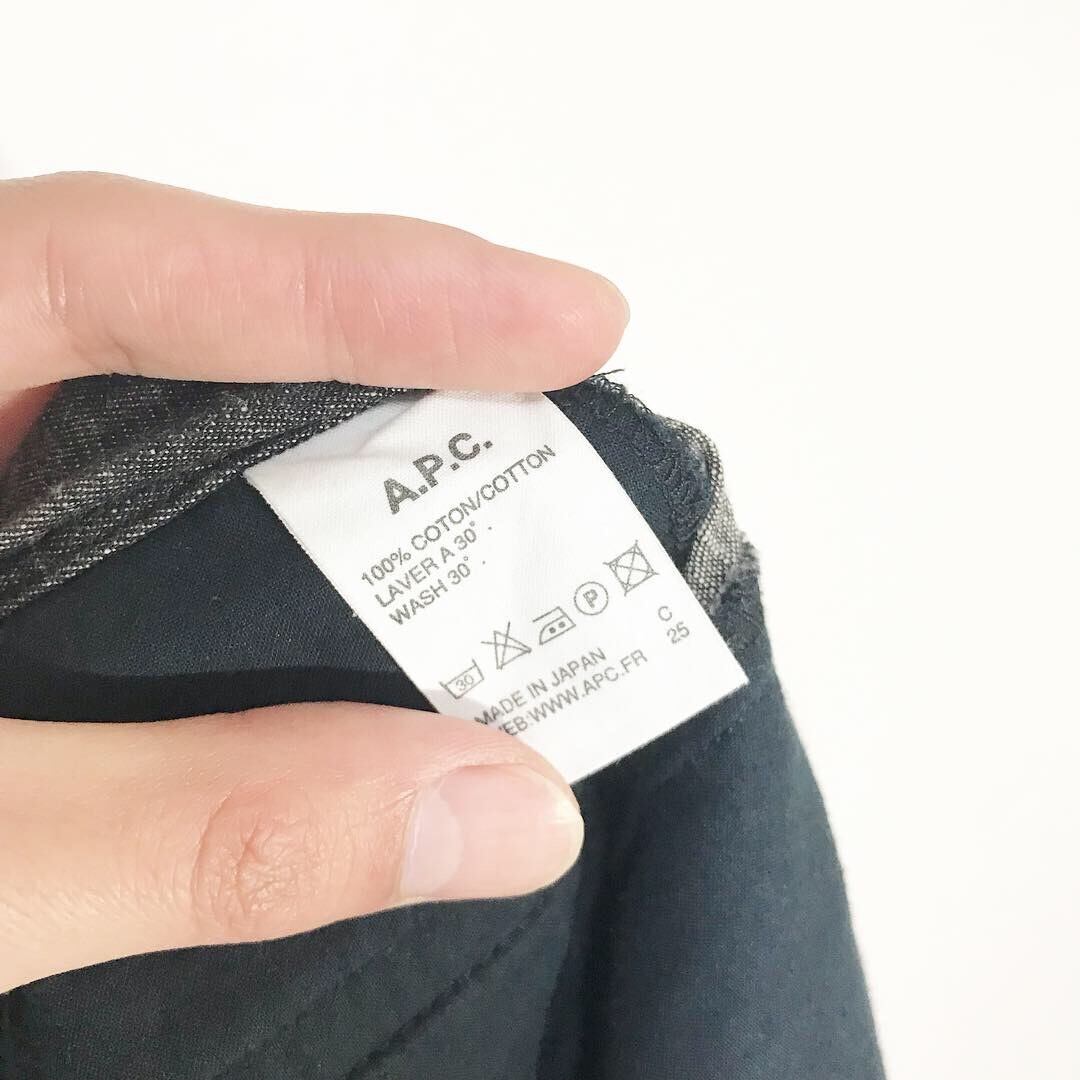 A.P.C.
100% COTON/COTTON
LAVER A 30° .
WASH 30° .
30 P
C
25
MADE IN JAPAN
WWW.APC.FR